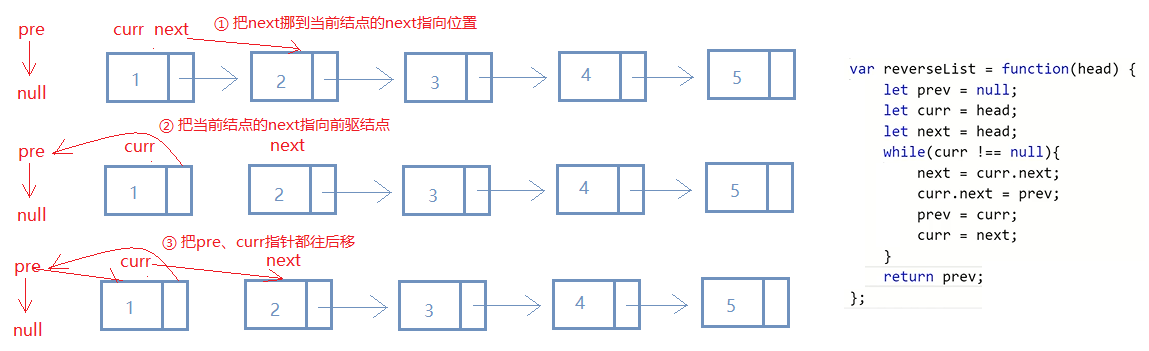 ① 把next挪到当前结点的next指向位置
pre
curr next
1
2
3
4
5
null
② 把当前结点的next指向前驱结点
pre
curr
next
1
2
3
4
5
null
③ 把pre、curr指针都往后移
pre
curr
next
1
2
3
4
5
null
var reverseList = function(head) {
    let prev = null;
    let curr = head;
    let next = head;
    while(curr !== null){
        next = curr.next;
        curr.next = prev;
        prev = curr;
        curr = next;
    }
    return prev;
};